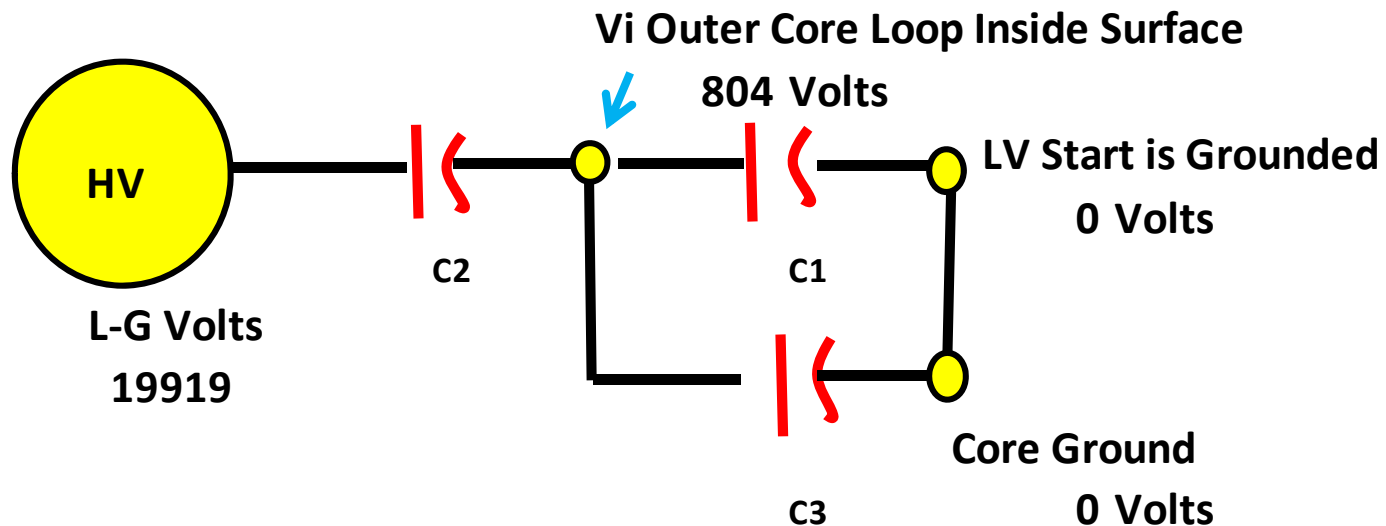 Vi Outer Core Loop Inside Surface
804 Volts
HV
C2
C1
LV Start is Grounded
0 Volts
L-G Volts
19919
C3
Core Ground
0 Volts